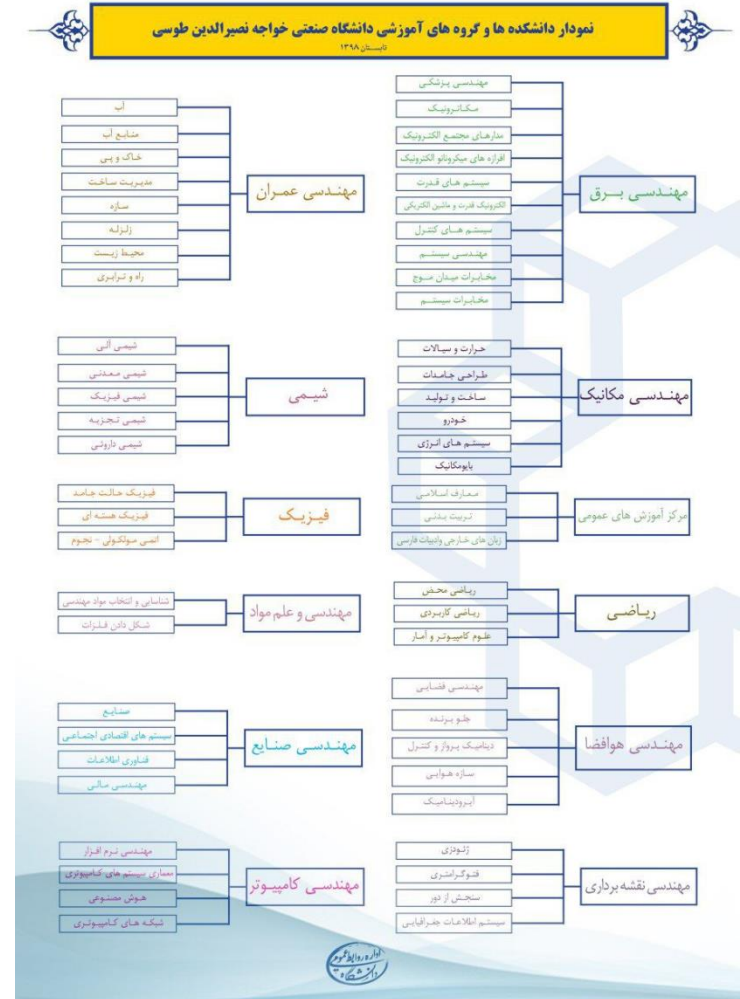 نمودار دانشکده ها و گروه های آموزشی دانشگاه صنعتی خواجه نصیرالدین طوسی
تابستان ۱۳۹۸
مهندسی بـرق
مهندسی پزشکی
مکاترونیک
مدارهای مجتمع الکترونیک
افزاره های میکرونانو الکترونیک
سیستم های قدرت
الکترونیک قدرت و ماشین الکتریکی
سیستم های کنترل
مهندسی سیستم
مخابرات میدان موج
مخابرات سیستم
مهندسی عمران
آب
منابع آب
خاک و پی
مدیریت ساخت
سازه
زلزله
محیط زیست
راه و ترابری
مهندسی مکانیک
حرارت و سیالات
طراحی جامدات
ساخت و تولید
خودرو
سیستم های انرژی
بایومکانیک
شیمی
شیمی آلی
شیمی معدنی
شیمی فیزیک
شیمی تجزیه
شیمی داروئی
مرکز آموزش های عمومی
معارف اسلامی
تربیت بدنی
زبان های خارجی وادبیات فارسی
فیزیک
فیزیک حالت جامد
فیزیک هسته ای
اتمی مولکولی - نجوم
ریاضی
ریاضی محض
ریاضی کاربردی
علوم کامپیوتر و آمار
مهندسی و علم مواد
شناسایی و انتخاب مواد مهندسی
شکل دادن فلزات
مهندسی هوافضا
مهندسی فضایی
جلو برنده
دینامیک پرواز و کنترل
سازه هوایی
آیرودینامیک
مهندسی صنایع
صنایع
سیستم های اقتصادی اجتماعی
فناوری اطلاعات
مهندسی مالی
مهندسی نقشه برداری
ژئودزی
فتوگرامتری
سنجش از دور
سیستم اطلاعات جغرافیایی
مهندسی کامپیوتر
مهندسی نرم افزار
معماری سیستم های کامپیوتری
هوش مصنوعی
شبکه های کامپیوتری
اداره روابط عمومی
دانشگاه